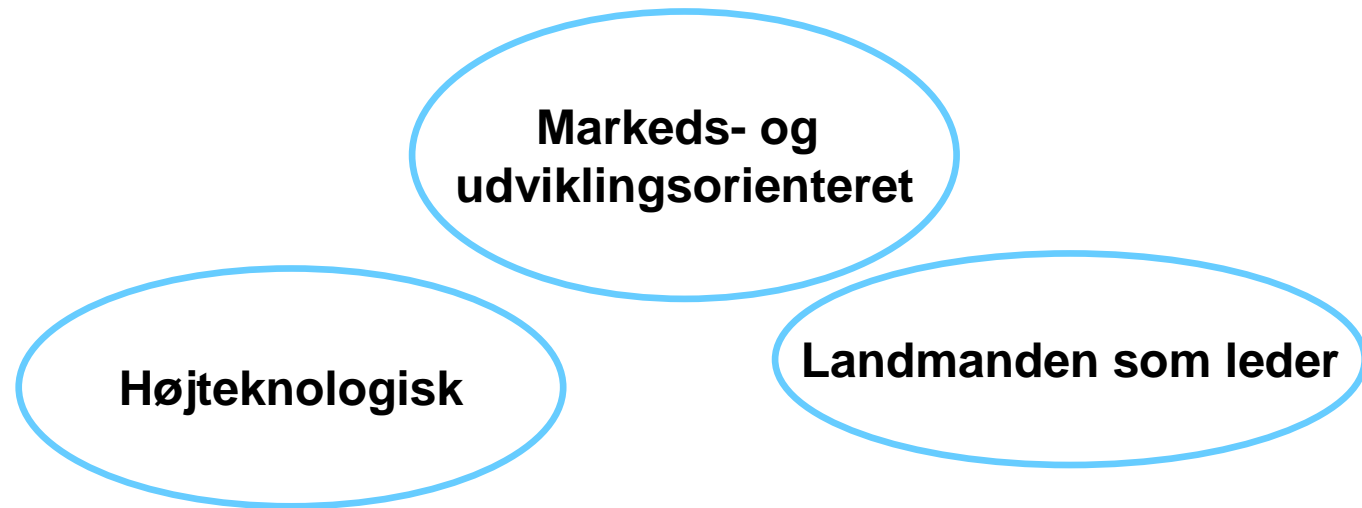 Markeds- og
udviklingsorienteret
Højteknologisk
Landmanden som leder